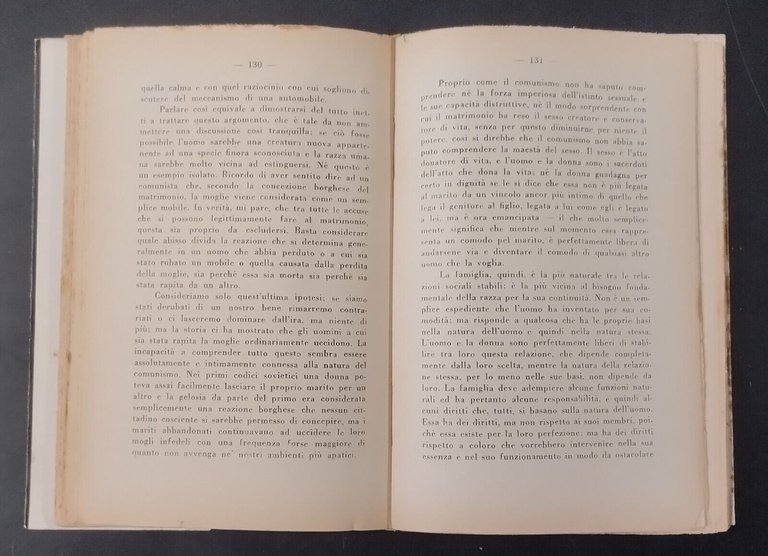 — 130 —
quella calma e con quel raziocinio con cui sogliono di-
scutere del meccanismo di una automobile.
Parlare così equivale a dimostrarsi del tutto inet-
ti a trattare questo argomento, che è tale da non am-
mettere una discussione così tranquilla; se ciò fosse
possibile l'uomo sarebbe una creatura nuova apparte-
nente ad una specie finora sconosciuta e la razza uma-
na sarebbe molto vicina ad estinguersi. Nè questo è
un esempio isolato. Ricordo di aver sentito dire ad un
comunista che, secondo la concezione borghese del
matrimonio, la moglie viene considerata come un sem-
plice mobile. In verità, mi pare, che tra tutte le accuse
che si possono legittimamente fare al matrimonio,
questa sia proprio da escludersi. Basta considerare
quale abisso divida la reazione che si determina gene-
ralmente in un uomo che abbia perduto o a cui sia
stato rubato un mobile o quella causata dalla perdita
della moglie, sia perchè essa sia morta sia perchè sia
stata rapita da un altro.
Consideriamo solo quest'ultima ipotesi; se siamo
stati derubati di un nostro bene rimarremo contra-
riati o ci lasceremo dominare dall'ira, ma niente di
più; ma la storia ci ha mostrato che gli uomini a cui
sia stata rapita la moglie ordinariamente uccidono. La
incapacità a comprender tutto questo sembra essere
assolutamente e intimamente connessa alla natura del
comunismo. Nei primi codici sovietici una donna po-
teva assai facilmente lasciare il proprio marito per un
altro e la gelosia da parte del primo era considerata
semplicemente una reazione borghese che nessun cit-
tadino cosciente si sarebbe permesso di concepire, ma i
mariti abbandonati continuavano ad uccidere le loro
mogli infedeli con una frequenza forse maggiore di
quanto non avvenga ne' nostri ambienti più apatici.
— 131 —
Proprio come il comunismo non ha saputo com-
prendere nè la forza imperiosa dell'istinto sessuale e
le sue capacità distruttive, nè il modo sorprendente con
cui il matrimonio ha reso il sesso creatore e conserva-
tore di vita, senza per questo diminuirne per niente il
potere, così si direbbe che il comunismo non abbia sa-
puto comprendere la maestà del sesso. Il sesso è l'atto
donatore di vita, e l'uomo e la donna sono i sacerdoti
dell'atto che dona la vita; la donna guadagna per
certo in dignità se le si dice che essa non è più legata
al marito da un vincolo ancor più intimo di quello che
lega il genitore al figlio, legata a lui come egli è legato
a lei, ma è ora emancipata — il che molto semplice-
mente significa che mentre sul momento essa rappre-
senta un comodo pel marito, è perfettamente libera di
andarsene via e diventare il comodo di qualsiasi altro
uomo che la voglia.
La famiglia, quindi, è la più naturale tra le rela-
zioni sociali stabili; è la più vicina al bisogno fonda-
mentale della razza per la sua continuità. Non è un sem-
plice espediente che l'uomo ha inventato per sua co-
modità: ma risponde a qualcosa che ha le proprie basi
nella natura dell'uomo e quindi nella natura stessa.
L'uomo e la donna sono perfettamente liberi di stabi-
lire tra loro questa relazione, che dipende completa-
mente dalla loro scelta, mentre la natura della relazio-
ne stessa, per lo meno nelle sue basi, non dipende da
loro. La famiglia deve adempiere alcune funzioni natu-
rali ed ha pertanto alcune responsabilità, e quindi al-
cuni diritti che, tutti, si basano sulla natura dell'uomo.
Essa ha dei diritti, ma non rispetto ai suoi membri, poi-
chè essa esiste per la loro perfezione: ma ha dei diritti
rispetto a coloro che vorrebbero intervenire nella sua
essenza e nel suo funzionamento in modo da ostacolare